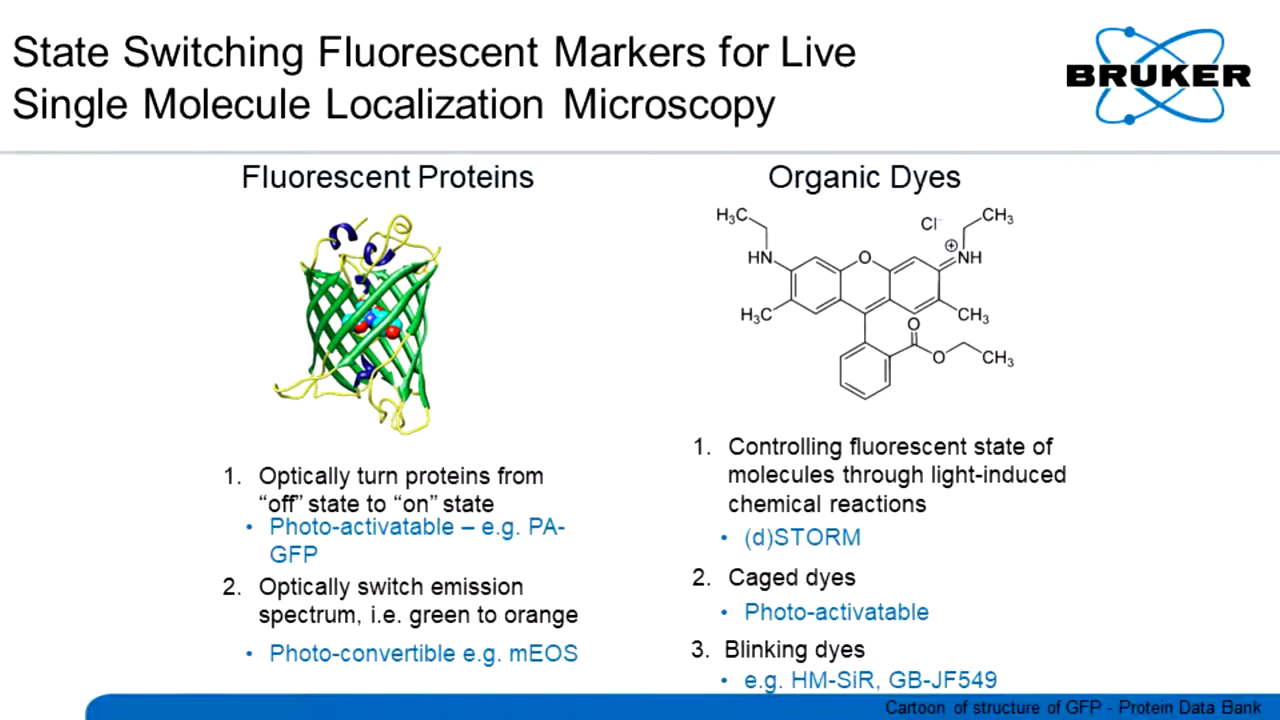 State Switching Fluorescent Markers for Live
Single Molecule Localization Microscopy
BRUKER
Fluorescent Proteins
1. Optically turn proteins from
“off” state to “on” state
• Photo-activatable – e.g. PA-
GFP
2. Optically switch emission
spectrum, i.e. green to orange
• Photo-convertible e.g. mEOS
Organic Dyes
H₃C
Cl⁻
CH₃
HN
O
⊕
NH
H₃C
CH₃
O
O
CH₃
1. Controlling fluorescent state of
molecules through light-induced
chemical reactions
• (d)STORM
2. Caged dyes
• Photo-activatable
3. Blinking dyes
• e.g. HM-SiR, GB-JF549
Cartoon of structure of GFP - Protein Data Bank